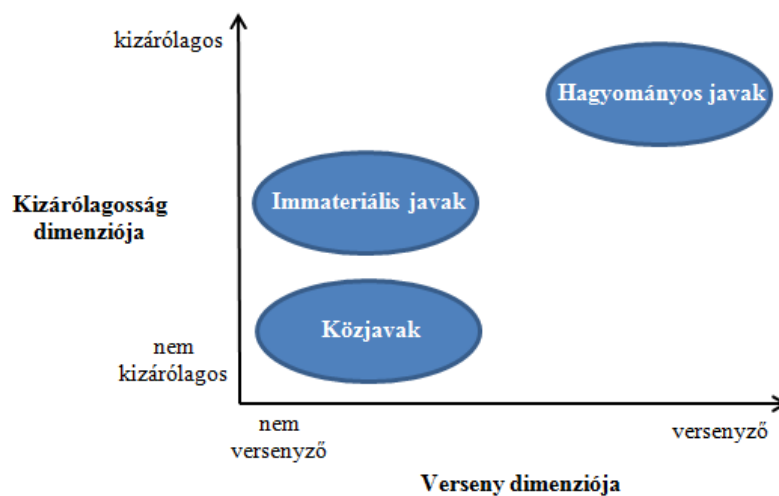 kizárólagos
Hagyományos javak
Immateriális javak
Kizárólagosság
dimenziója
Közjavak
nem
kizárólagos
nem
versenyző
versenyző
Verseny dimenziója